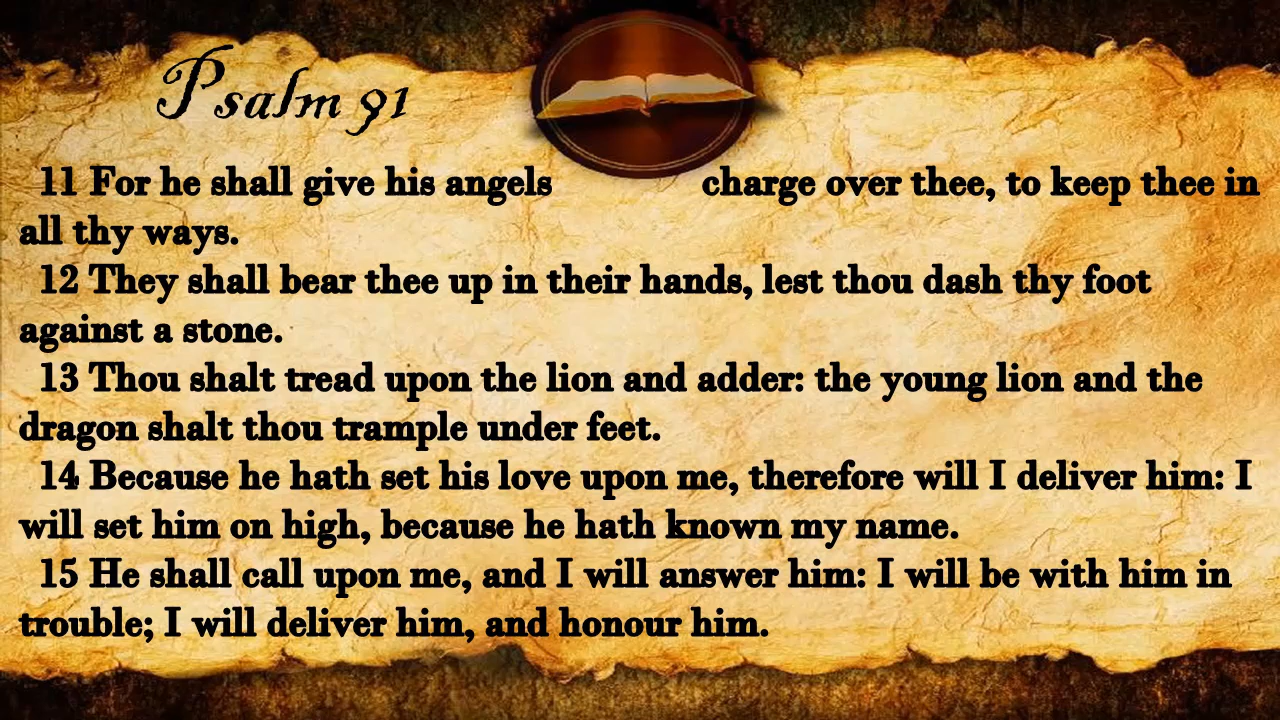 Psalm 91
11 For he shall give his angels charge over thee, to keep thee in
all thy ways.
12 They shall bear thee up in their hands, lest thou dash thy foot
against a stone.
13 Thou shalt tread upon the lion and adder: the young lion and the
dragon shalt thou trample under feet.
14 Because he hath set his love upon me, therefore will I deliver him: I
will set him on high, because he hath known my name.
15 He shall call upon me, and I will answer him: I will be with him in
trouble; I will deliver him, and honour him.